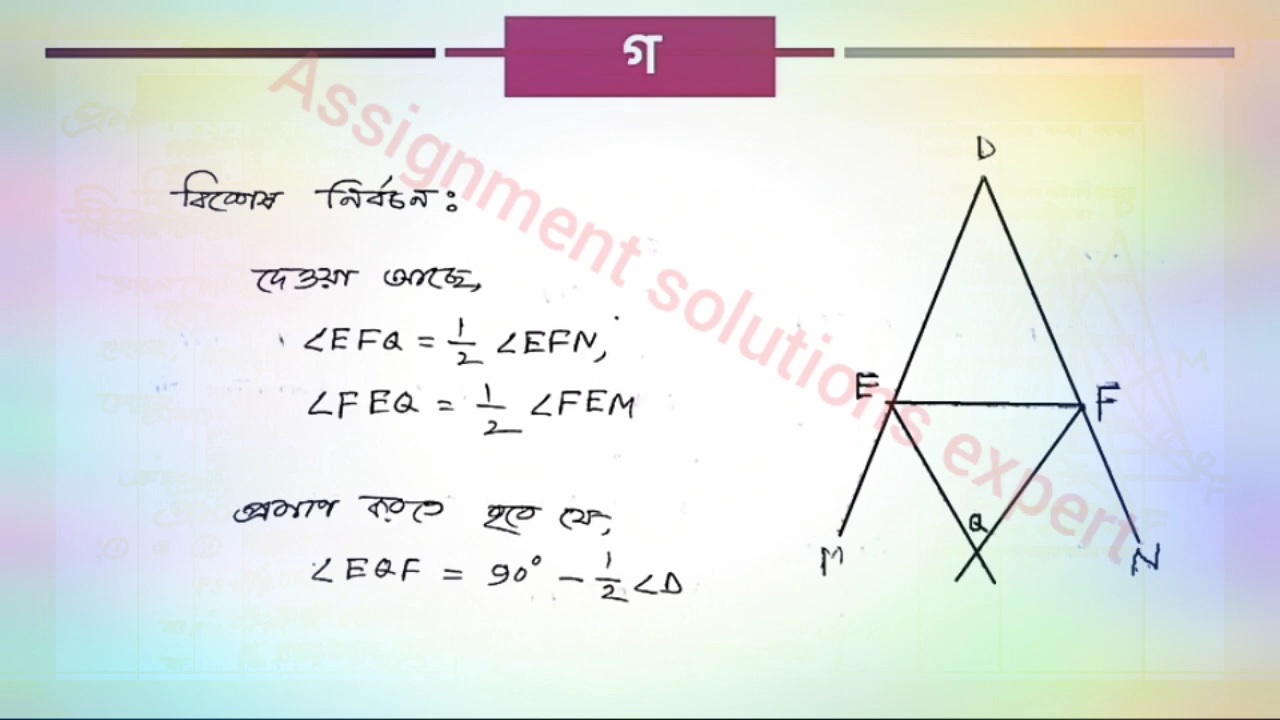 গ
বিশেষ নির্বচন:
দেওয়া আছে,
∠EFQ = 1/2 ∠EFN,
∠FEQ = 1/2 ∠FEM
প্রমাণ করতে হবে যে,
∠EQF = 90° - 1/2 ∠D
D
E
F
Q
M
N
Assignment solutions expert